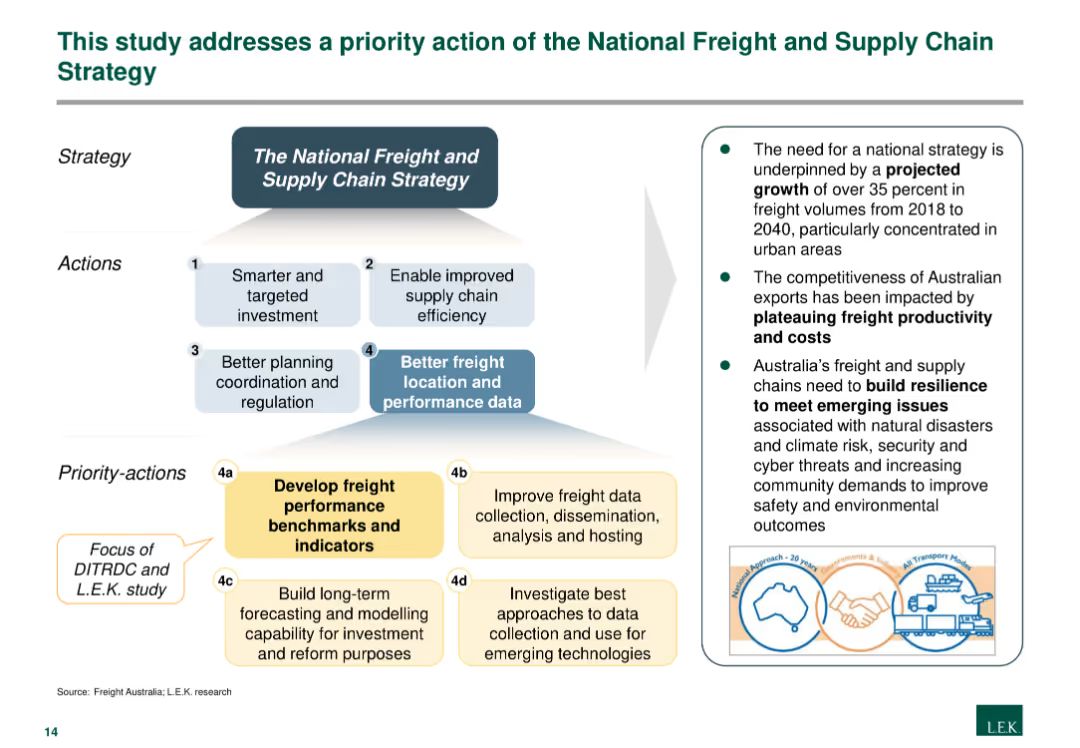 This study addresses a priority action of the National Freight and Supply Chain
Strategy
Strategy
The National Freight and
Supply Chain Strategy
Actions
1
Smarter and
targeted
investment
2
Enable improved
supply chain
efficiency
3
Better planning
coordination and
regulation
4
Better freight
location and
performance data
Priority-actions
4a
Develop freight
performance
benchmarks and
indicators
4b
Improve freight data
collection, dissemination,
analysis and hosting
Focus of
DITRDC and
L.E.K. study
4c
Build long-term
forecasting and modelling
capability for investment
and reform purposes
4d
Investigate best
approaches to data
collection and use for
emerging technologies
The need for a national strategy is
underpinned by a projected
growth of over 35 percent in
freight volumes from 2018 to
2040, particularly concentrated in
urban areas
The competitiveness of Australian
exports has been impacted by
plateauing freight productivity
and costs
Australia's freight and supply
chains need to build resilience
to meet emerging issues
associated with natural disasters
and climate risk, security and
cyber threats and increasing
community demands to improve
safety and environmental
outcomes
National Approach - 20 years
Governments &
All Transport Modes
Source: Freight Australia; L.E.K. research
14
L.E.K.